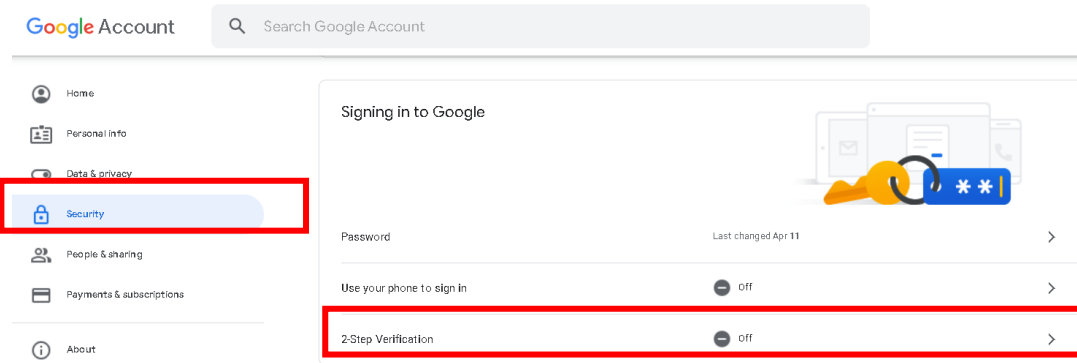 Google Account
Search Google Account
Home
Personal info
Data & privacy
Security
People & sharing
Payments & subscriptions
About
Signing in to Google
**
Password
Last changed Apr 11
Use your phone to sign in
Off
2-Step Verification
Off